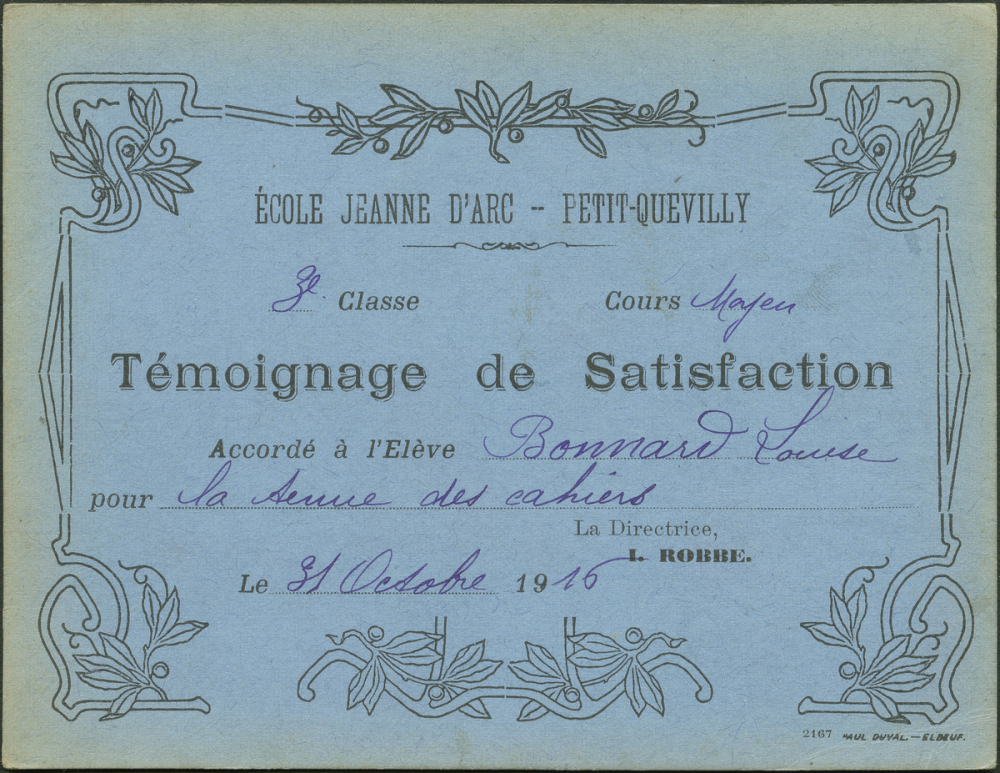 ÉCOLE JEANNE D'ARC -- PETIT-QUEVILLY
3e Classe Cours Moyen
Témoignage de Satisfaction
Accordé à l'Elève Bonnard Louise
pour la tenue des cahiers
La Directrice,
I. ROBBE.
Le 31 Octobre 1916
2167 PAUL DUVAL.—ELBEUF.